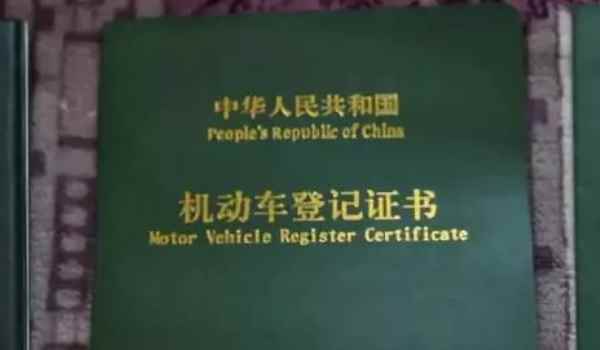 中华人民共和国
People's Republic of China
机动车登记证书
Motor Vehicle Register Certificate